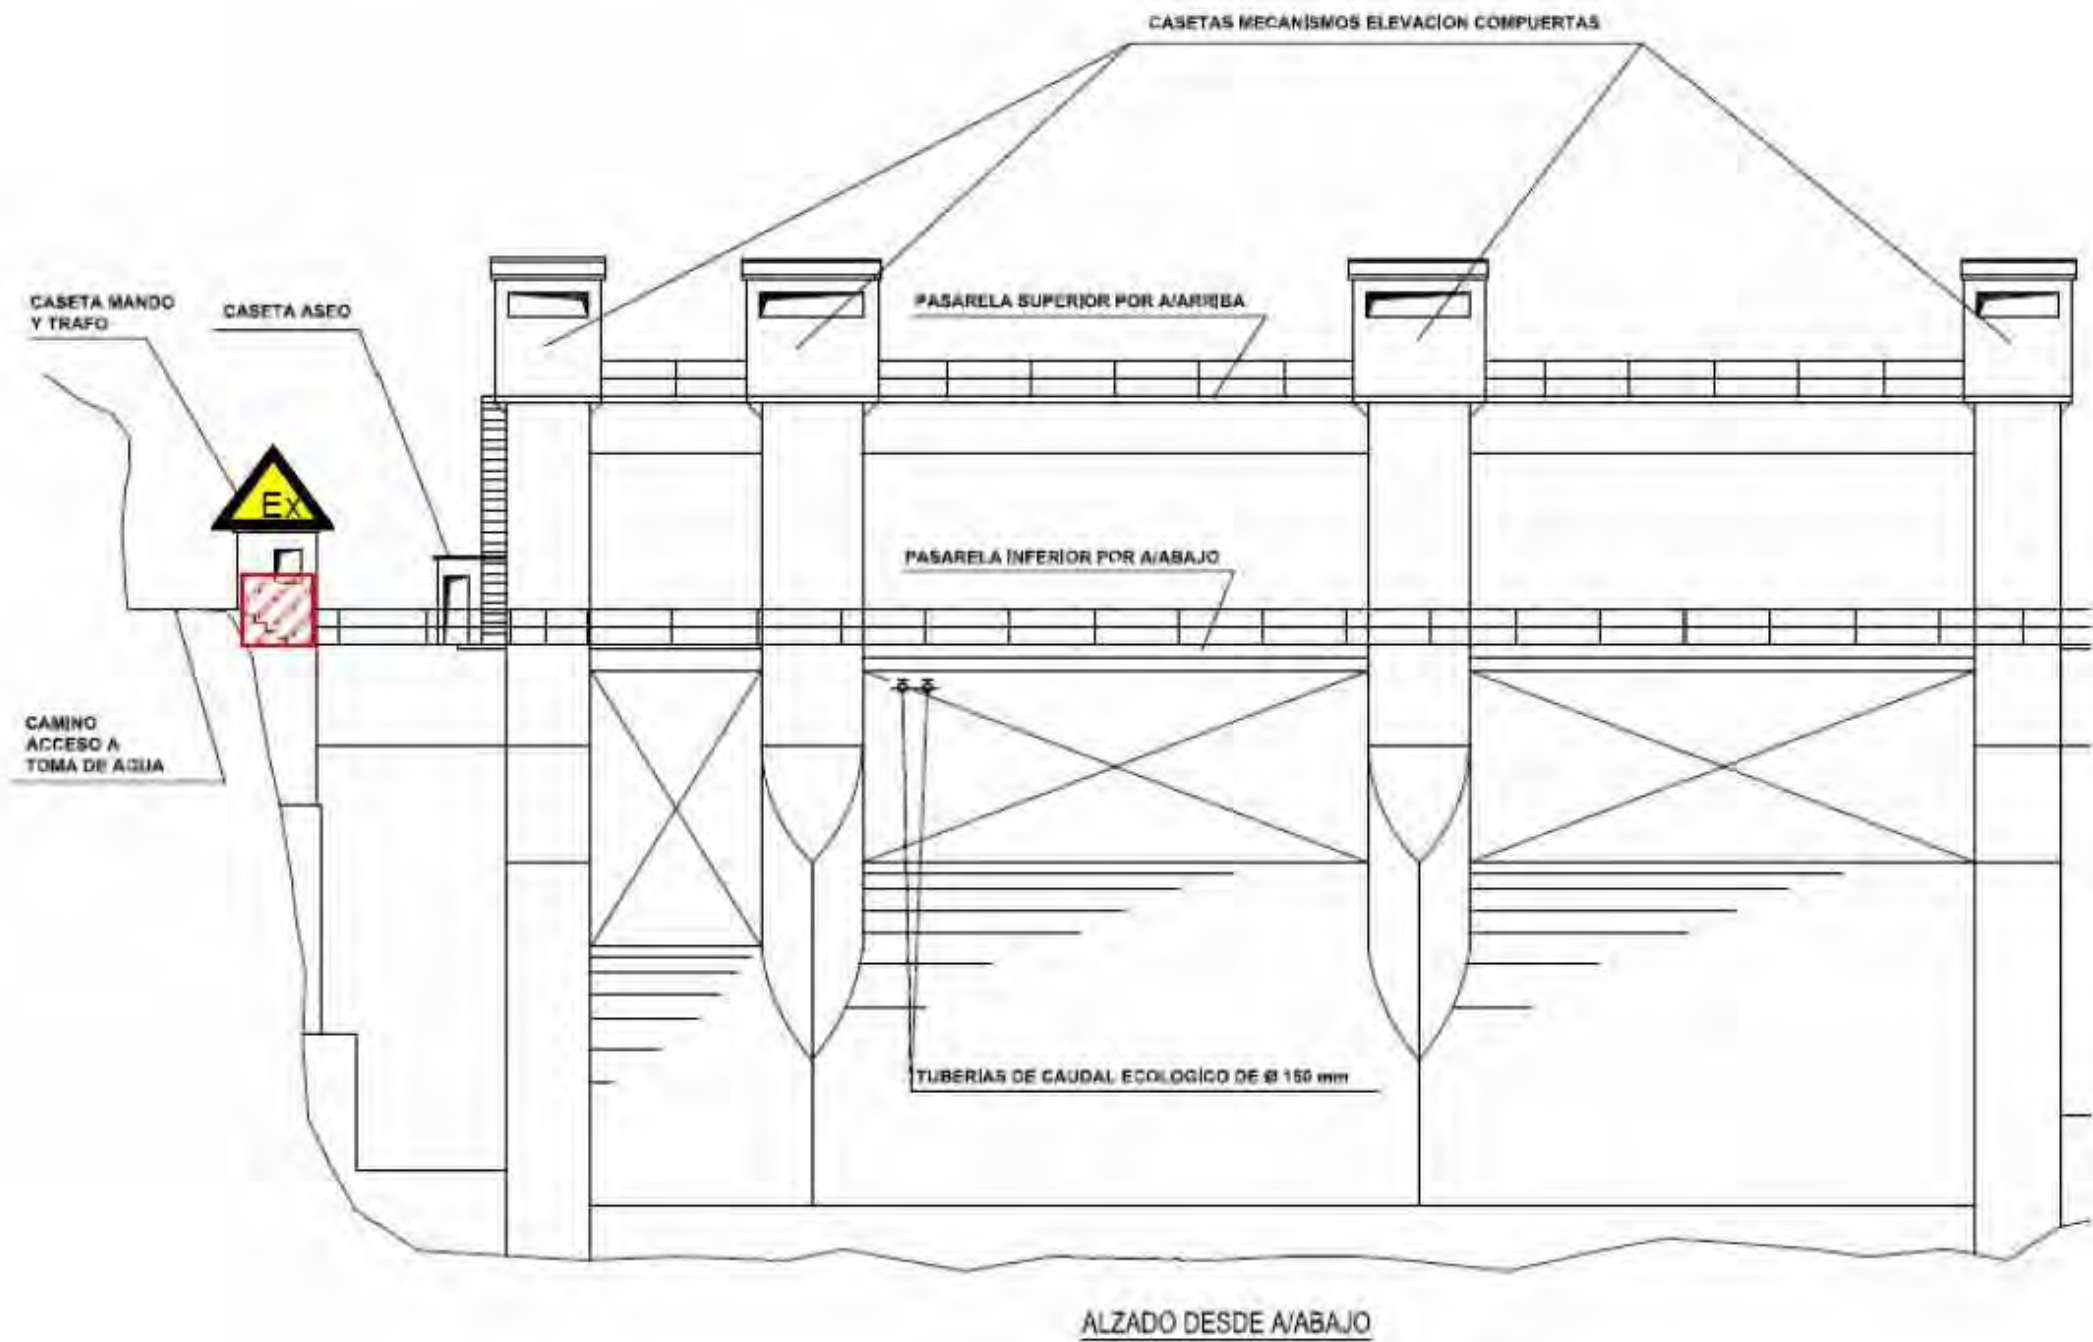 CASETAS MECANISMOS ELEVACION COMPUERTAS
CASETA MANDO
Y TRAFO
CASETA ASEO
PASARELA SUPERIOR POR A/ARRIBA
Ex
PASARELA INFERIOR POR A/ABAJO
CAMINO
ACCESO A
TOMA DE AGUA
TUBERIAS DE CAUDAL ECOLOGICO DE Ø 150 mm
ALZADO DESDE A/ABAJO